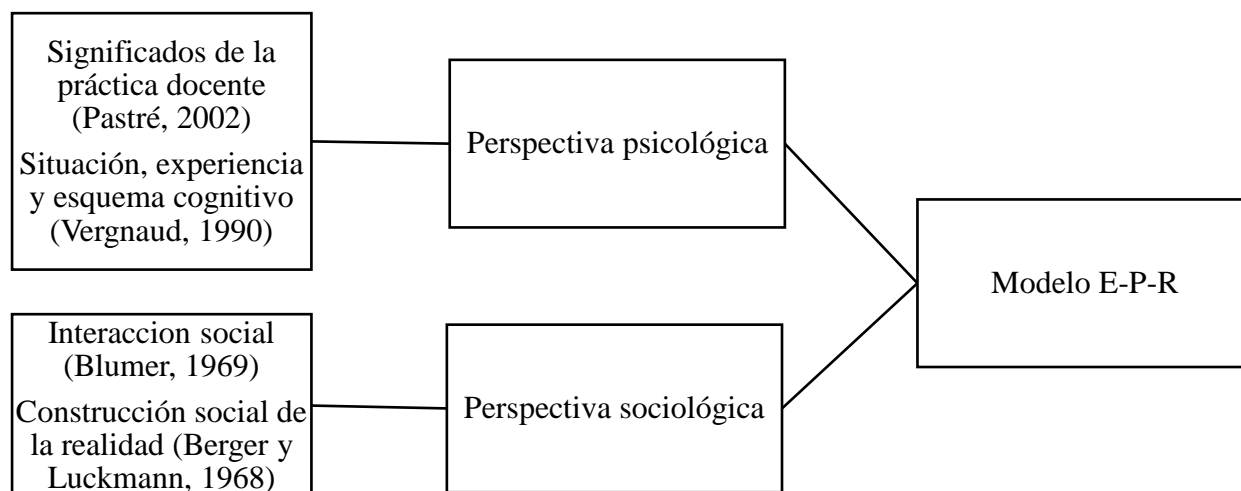 Significados de la
práctica docente
(Pastré, 2002)
Situación, experiencia
y esquema cognitivo
(Vergnaud, 1990)
Perspectiva psicológica
Modelo E-P-R
Interaccion social
(Blumer, 1969)
Construcción social de
la realidad (Berger y
Luckmann, 1968)
Perspectiva sociológica